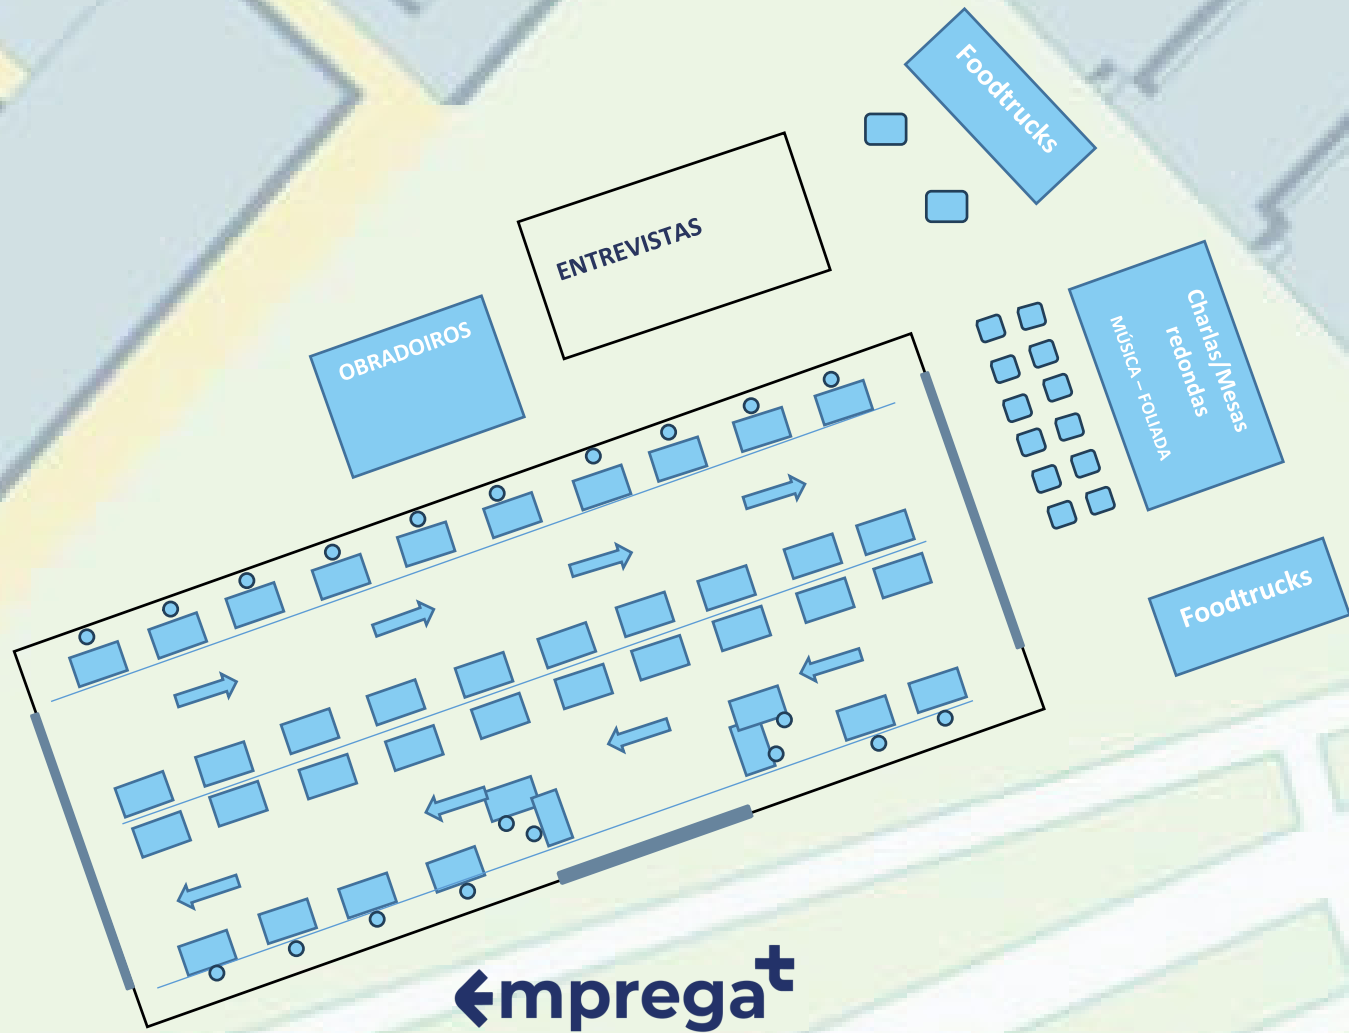 Foodtrucks
ENTREVISTAS
OBRADOIROS
Charlas/Mesas
redondas
MÚSICA – FOLIADA
Foodtrucks
emprega+